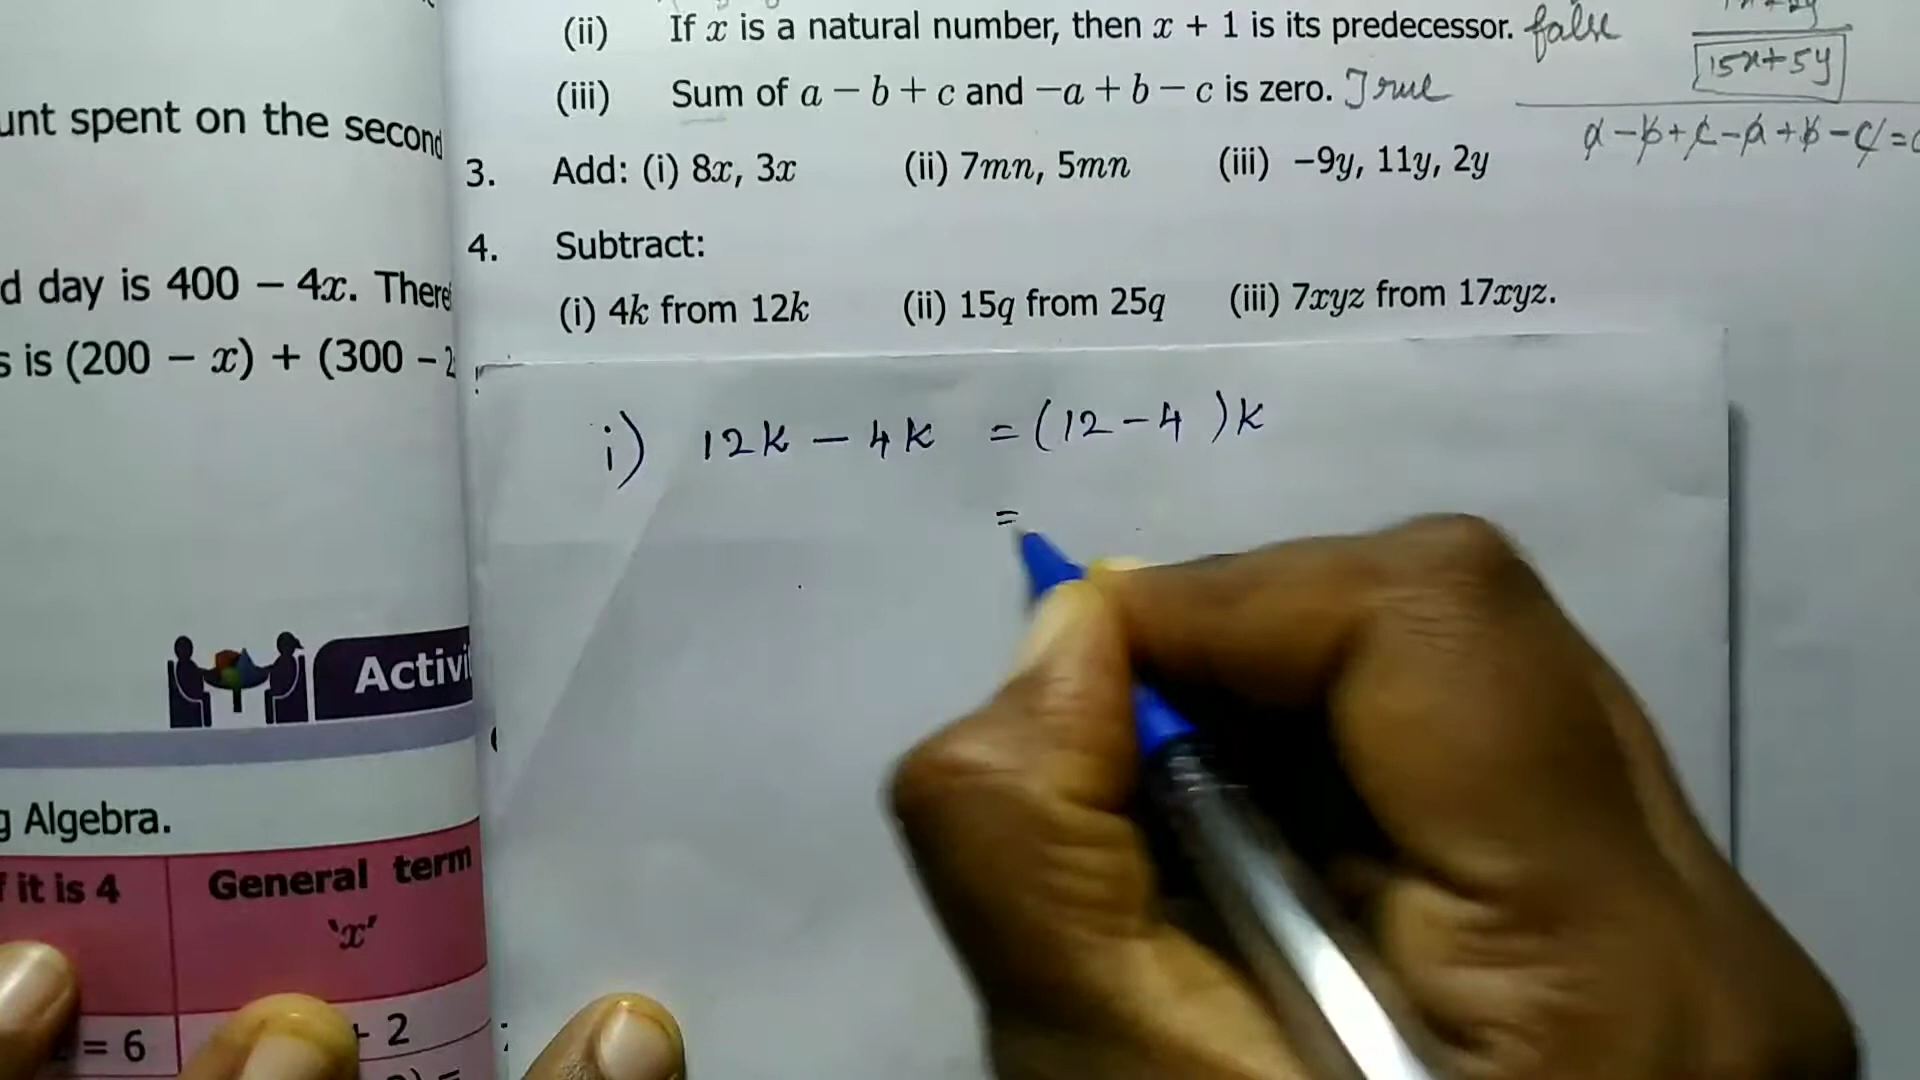 unt spent on the second
d day is 400 − 4x. There
s is (200 − x) + (300 − 2
Activi
g Algebra.
f it is 4
General term
'x'
= 6
+ 2
(ii) If x is a natural number, then x + 1 is its predecessor. false
15x+5y
(iii) Sum of a − b + c and −a + b − c is zero. True
a−b+c−a+b−c=0
3. Add: (i) 8x, 3x (ii) 7mn, 5mn (iii) −9y, 11y, 2y
4. Subtract:
(i) 4k from 12k (ii) 15q from 25q (iii) 7xyz from 17xyz.
i) 12k − 4k = (12 − 4 )k
=